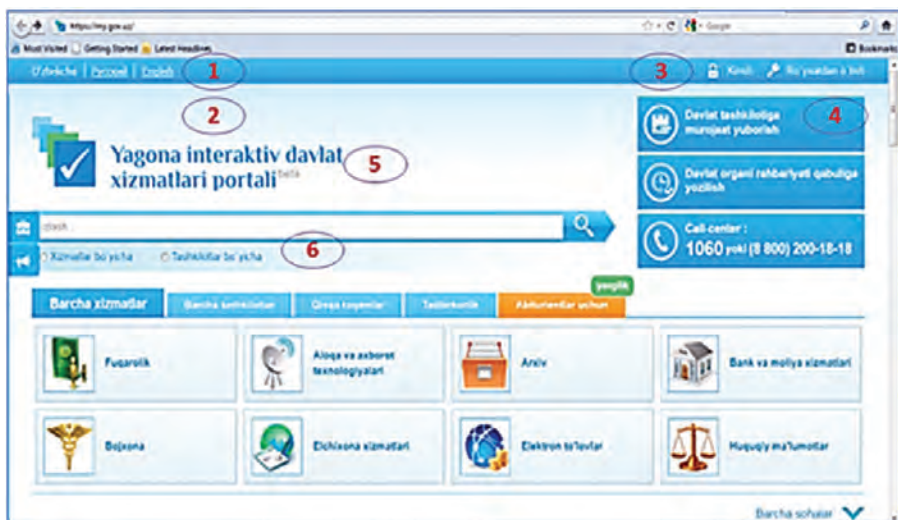 https://my.gov.uz/
Google
Most Visited Getting Started Latest Headlines
Bookmarks
O'zbekcha | Русский | English
1
3
Kirish
Ro'yxatdan o'tish
2
Davlat tashkilotiga
murojaat yuborish
4
Yagona interaktiv davlat
xizmatlari portali beta
5
Davlat organi rahbariyati qabuliga
yozilish
Call-center :
1060 yoki (8 800) 200-18-18
izlash...
Xizmatlar bo'yicha
Tashkilotlar bo'yicha
6
yangilik
Barcha xizmatlar
Barcha tashkilotlar
Tadbirkorlik
Abituriyentlar uchun
Fuqarolik
Aloqa va axborot
texnologiyalari
Arxiv
Bank va moliya xizmatlari
Bojxona
Elchixona xizmatlari
Elektron to'lovlar
Huquqiy ma'lumotlar
Barcha sohalar